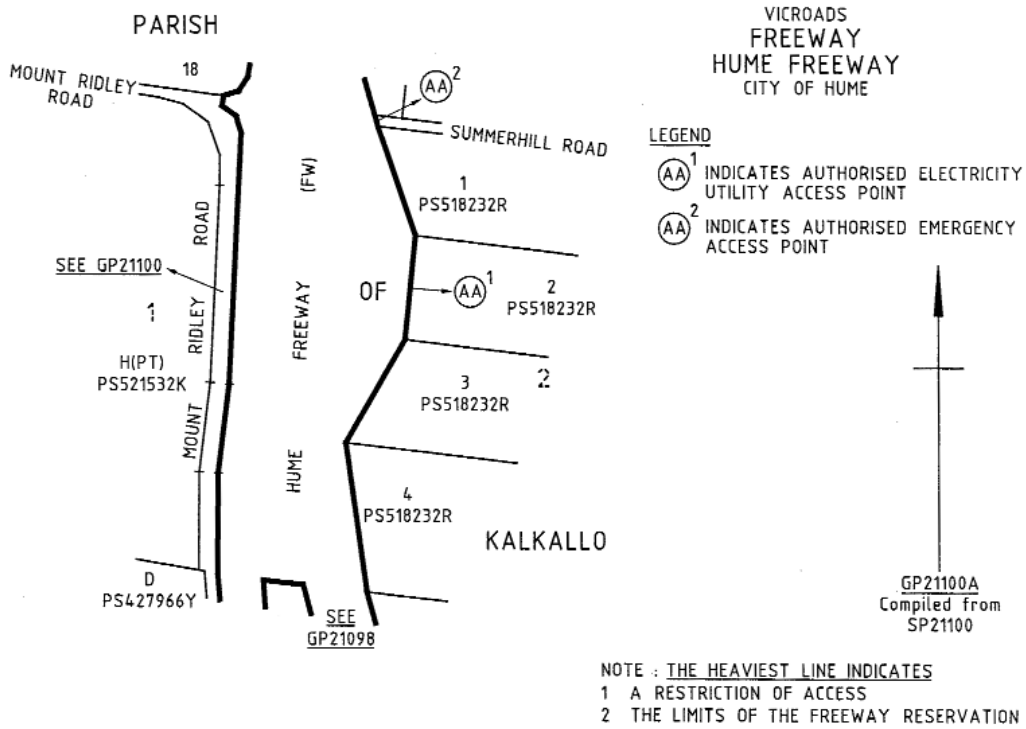 PARISH
18
MOUNT RIDLEY
ROAD
AA 2
SUMMERHILL ROAD
(FW)
1
PS518232R
ROAD
SEE GP21100
OF
AA 1
2
PS518232R
1
RIDLEY
FREEWAY
H(PT)
PS521532K
3
PS518232R
2
MOUNT
HUME
4
PS518232R
KALKALLO
D
PS427966Y
SEE
GP21098
VICROADS
FREEWAY
HUME FREEWAY
CITY OF HUME
LEGEND
AA 1 INDICATES AUTHORISED ELECTRICITY
UTILITY ACCESS POINT
AA 2 INDICATES AUTHORISED EMERGENCY
ACCESS POINT
GP21100A
Compiled from
SP21100
NOTE : THE HEAVIEST LINE INDICATES
1 A RESTRICTION OF ACCESS
2 THE LIMITS OF THE FREEWAY RESERVATION